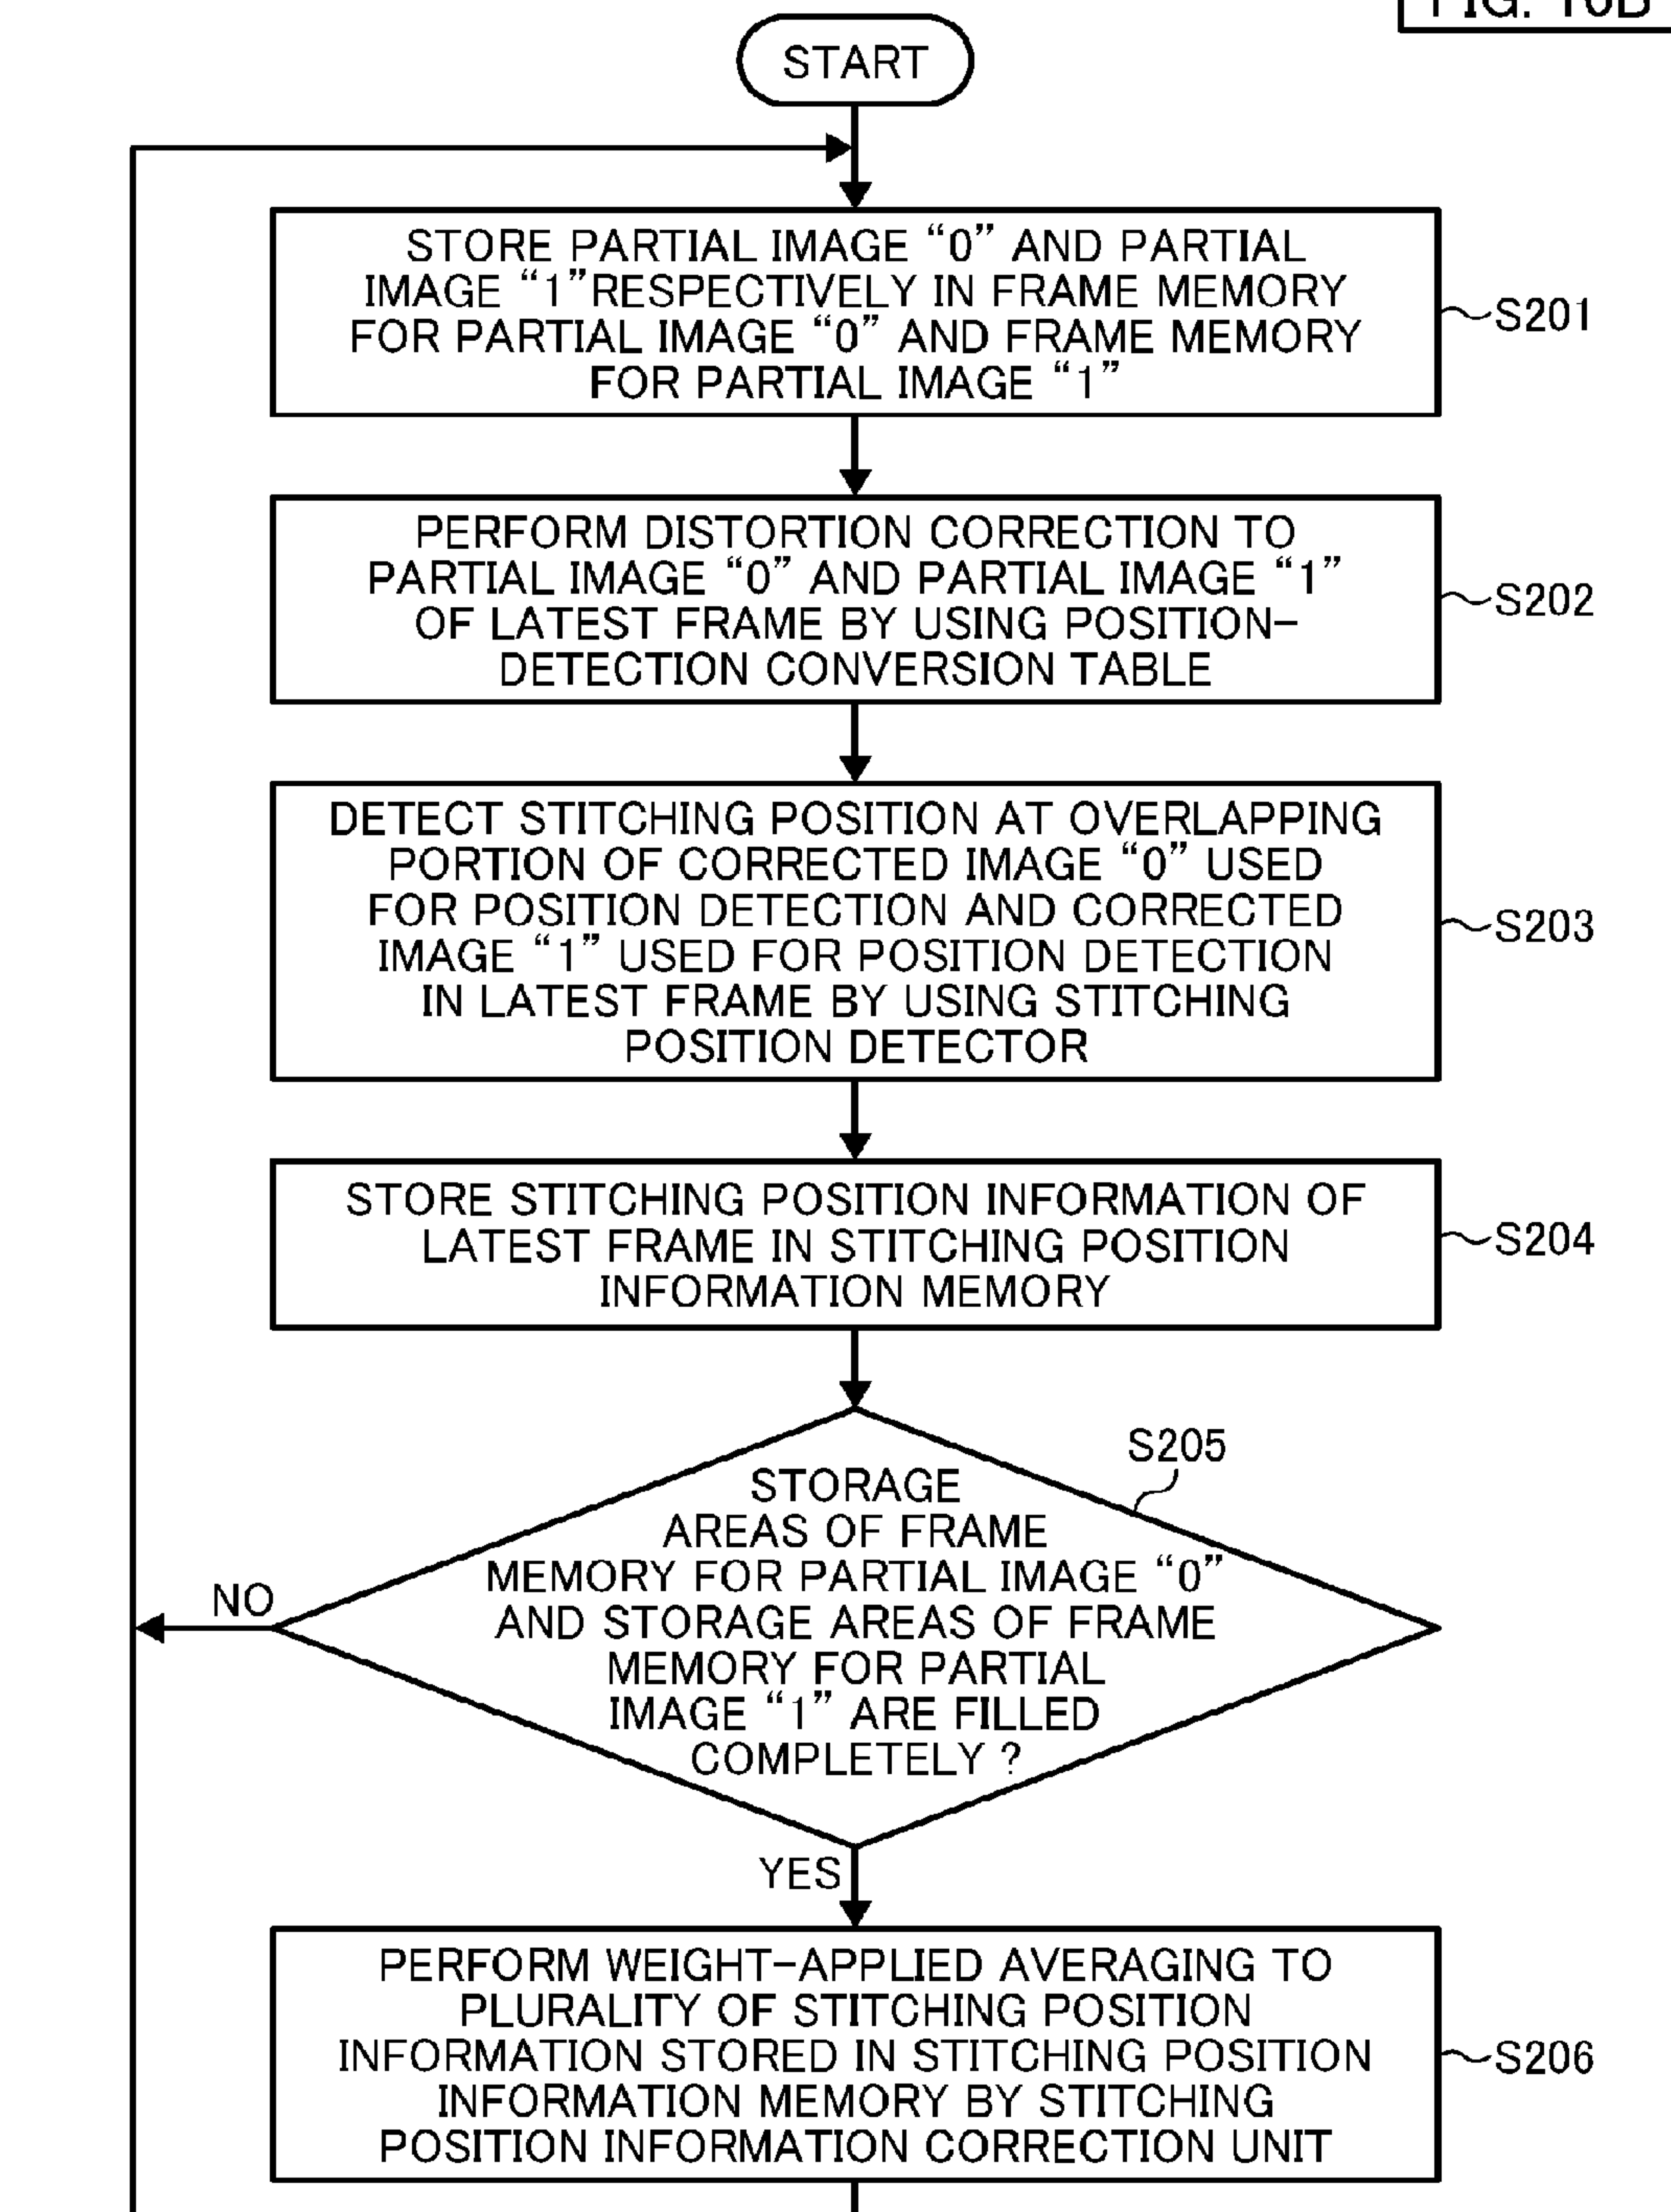 START
STORE PARTIAL IMAGE “0” AND PARTIAL
IMAGE “1”RESPECTIVELY IN FRAME MEMORY
FOR PARTIAL IMAGE “0” AND FRAME MEMORY
FOR PARTIAL IMAGE “1”
S201
PERFORM DISTORTION CORRECTION TO
PARTIAL IMAGE “0” AND PARTIAL IMAGE “1”
OF LATEST FRAME BY USING POSITION-
DETECTION CONVERSION TABLE
S202
DETECT STITCHING POSITION AT OVERLAPPING
PORTION OF CORRECTED IMAGE “0” USED
FOR POSITION DETECTION AND CORRECTED
IMAGE “1” USED FOR POSITION DETECTION
IN LATEST FRAME BY USING STITCHING
POSITION DETECTOR
S203
STORE STITCHING POSITION INFORMATION OF
LATEST FRAME IN STITCHING POSITION
INFORMATION MEMORY
S204
S205
STORAGE
AREAS OF FRAME
MEMORY FOR PARTIAL IMAGE “0”
AND STORAGE AREAS OF FRAME
MEMORY FOR PARTIAL
IMAGE “1” ARE FILLED
COMPLETELY ?
NO
YES
PERFORM WEIGHT-APPLIED AVERAGING TO
PLURALITY OF STITCHING POSITION
INFORMATION STORED IN STITCHING POSITION
INFORMATION MEMORY BY STITCHING
POSITION INFORMATION CORRECTION UNIT
S206